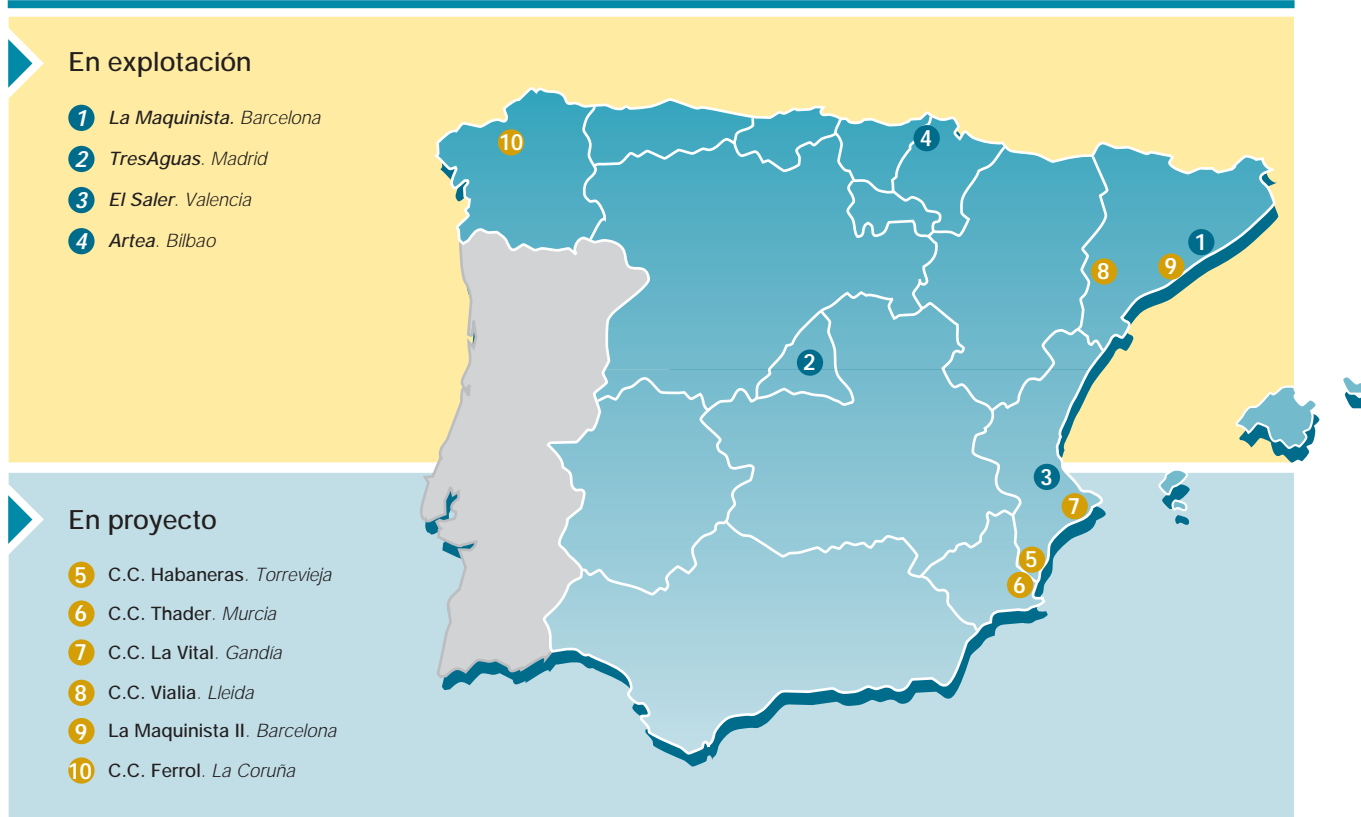 En explotación
1 La Maquinista. Barcelona
2 TresAguas. Madrid
3 El Saler. Valencia
4 Artea. Bilbao
En proyecto
5 C.C. Habaneras. Torrevieja
6 C.C. Thader. Murcia
7 C.C. La Vital. Gandía
8 C.C. Vialia. Lleida
9 La Maquinista II. Barcelona
10 C.C. Ferrol. La Coruña
4
10
1
9
8
2
3
7
5
6